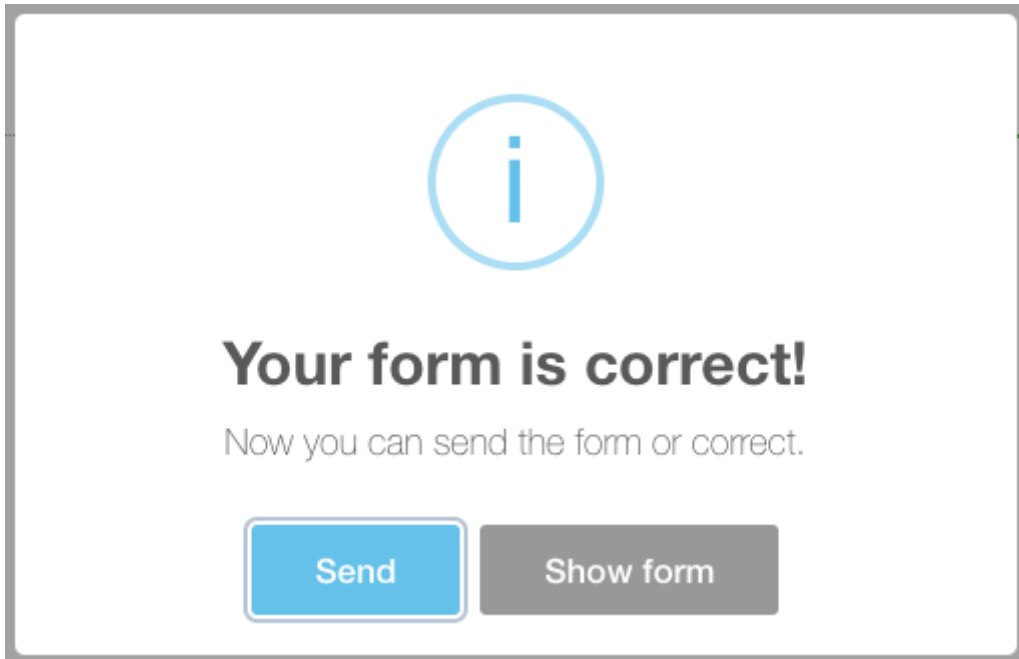 i
Your form is correct!
Now you can send the form or correct.
Send
Show form